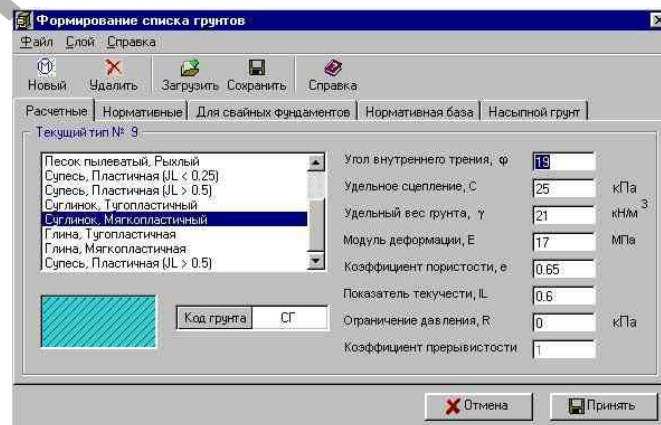 Формирование списка грунтов
Файл Слой Справка
Новый Удалить Загрузить Сохранить Справка
Расчетные Нормативные Для свайных фундаментов Нормативная база Насыпной грунт
Текущий тип № 9
Песок пылеватый, Рыхлый
Супесь, Пластичная (JL < 0.25)
Супесь, Пластичная (JL > 0.5)
Суглинок, Тугопластичный
Суглинок, Мягкопластичный
Глина, Тугопластичная
Глина, Мягкопластичная
Супесь, Пластичная (JL > 0.5)
Код грунта СГ
Угол внутреннего трения, φ 19
Удельное сцепление, C 25 кПа
Удельный вес грунта, γ 21 кН/м 3
Модуль деформации, E 17 МПа
Коэффициент пористости, e 0.65
Показатель текучести, IL 0.6
Ограничение давления, R 0 кПа
Коэффициент прерывистости 1
Отмена Принять